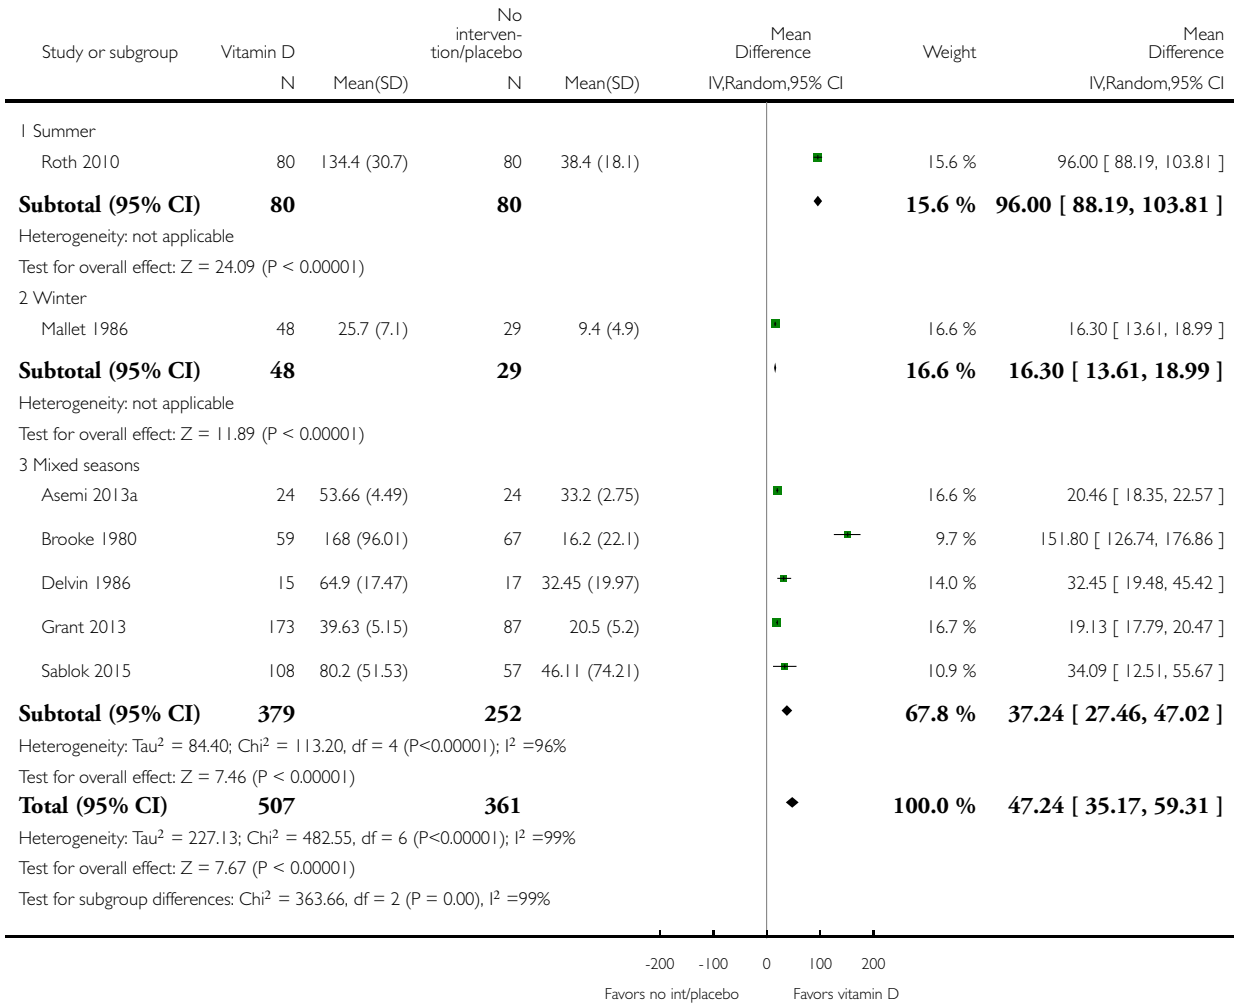 Study or subgroup Vitamin D No interven-tion/placebo Mean Difference Weight Mean Difference
N Mean(SD) N Mean(SD) IV,Random,95% CI IV,Random,95% CI
1 Summer
Roth 2010 80 134.4 (30.7) 80 38.4 (18.1) 15.6 % 96.00 [ 88.19, 103.81 ]
Subtotal (95% CI) 80 80 15.6 % 96.00 [ 88.19, 103.81 ]
Heterogeneity: not applicable
Test for overall effect: Z = 24.09 (P < 0.00001)
2 Winter
Mallet 1986 48 25.7 (7.1) 29 9.4 (4.9) 16.6 % 16.30 [ 13.61, 18.99 ]
Subtotal (95% CI) 48 29 16.6 % 16.30 [ 13.61, 18.99 ]
Heterogeneity: not applicable
Test for overall effect: Z = 11.89 (P < 0.00001)
3 Mixed seasons
Asemi 2013a 24 53.66 (4.49) 24 33.2 (2.75) 16.6 % 20.46 [ 18.35, 22.57 ]
Brooke 1980 59 168 (96.01) 67 16.2 (22.1) 9.7 % 151.80 [ 126.74, 176.86 ]
Delvin 1986 15 64.9 (17.47) 17 32.45 (19.97) 14.0 % 32.45 [ 19.48, 45.42 ]
Grant 2013 173 39.63 (5.15) 87 20.5 (5.2) 16.7 % 19.13 [ 17.79, 20.47 ]
Sablok 2015 108 80.2 (51.53) 57 46.11 (74.21) 10.9 % 34.09 [ 12.51, 55.67 ]
Subtotal (95% CI) 379 252 67.8 % 37.24 [ 27.46, 47.02 ]
Heterogeneity: Tau² = 84.40; Chi² = 113.20, df = 4 (P<0.00001); I² =96%
Test for overall effect: Z = 7.46 (P < 0.00001)
Total (95% CI) 507 361 100.0 % 47.24 [ 35.17, 59.31 ]
Heterogeneity: Tau² = 227.13; Chi² = 482.55, df = 6 (P<0.00001); I² =99%
Test for overall effect: Z = 7.67 (P < 0.00001)
Test for subgroup differences: Chi² = 363.66, df = 2 (P = 0.00), I² =99%
-200 -100 0 100 200
Favors no int/placebo Favors vitamin D